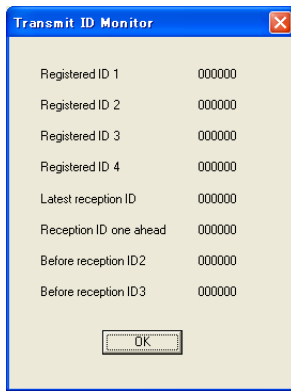 Transmit ID Monitor
Registered ID 1 000000
Registered ID 2 000000
Registered ID 3 000000
Registered ID 4 000000
Latest reception ID 000000
Reception ID one ahead 000000
Before reception ID2 000000
Before reception ID3 000000
OK